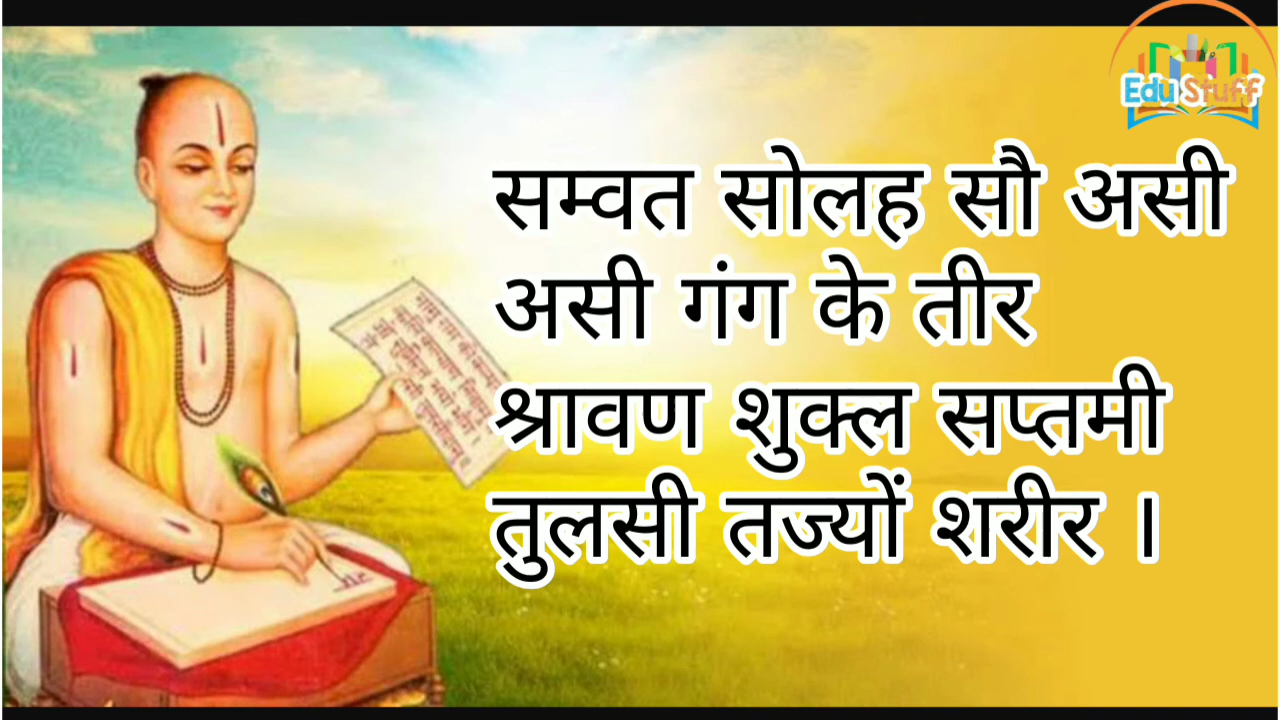 Edu Stuff
सम्वत सोलह सौ असी
असी गंग के तीर
श्रावण शुक्ल सप्तमी
तुलसी तज्यों शरीर ।